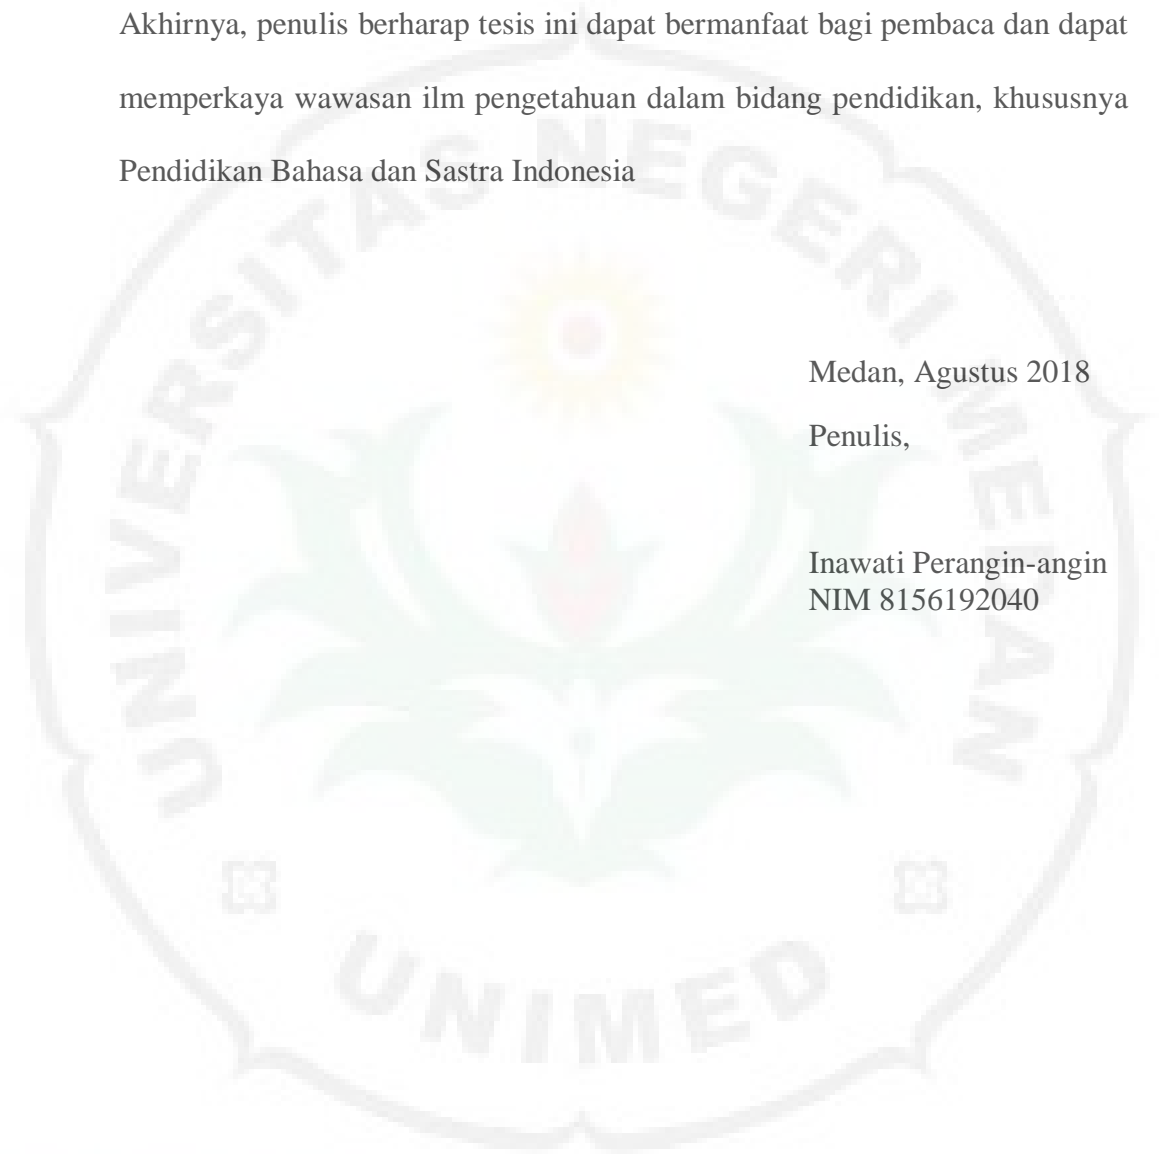 Akhirnya, penulis berharap tesis ini dapat bermanfaat bagi pembaca dan dapat
memperkaya wawasan ilm pengetahuan dalam bidang pendidikan, khususnya
Pendidikan Bahasa dan Sastra Indonesia
Medan, Agustus 2018
Penulis,
Inawati Perangin-angin
NIM 8156192040
UNIVERSITAS NEGERI MEDAN
UNIMED